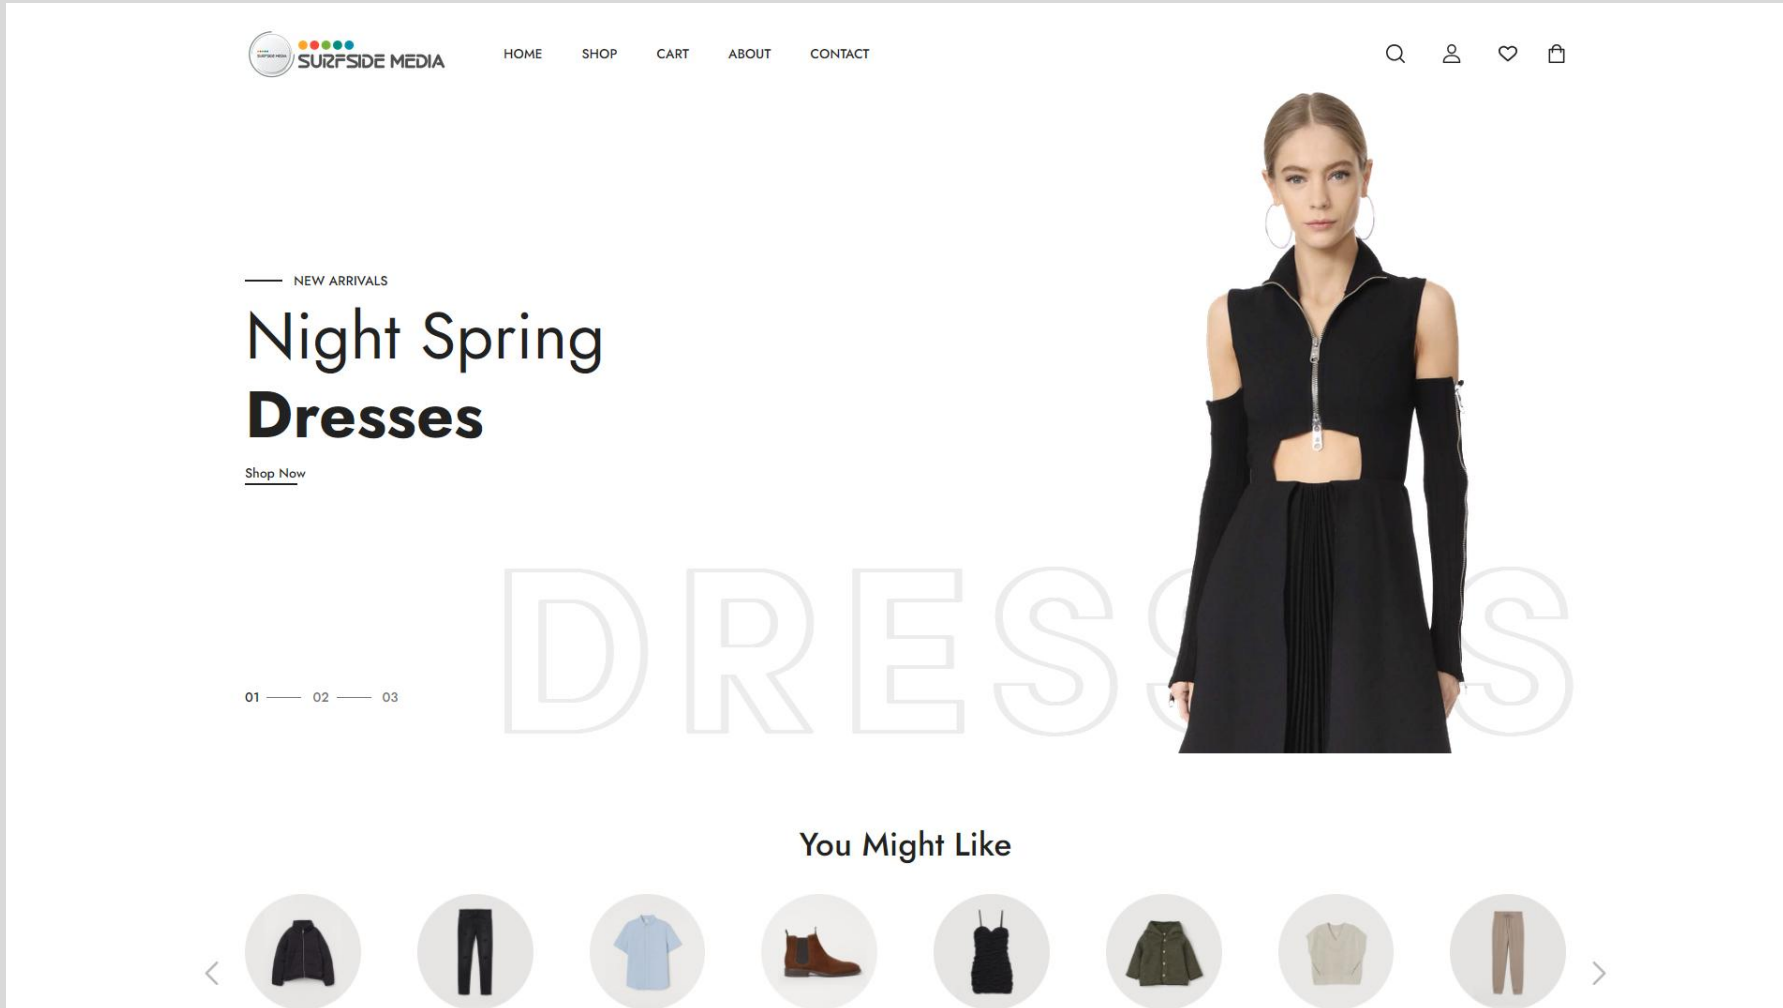 SURFSIDE MEDIA
HOME SHOP CART ABOUT CONTACT
NEW ARRIVALS
Night Spring
Dresses
Shop Now
DRESSES
01 02 03
You Might Like